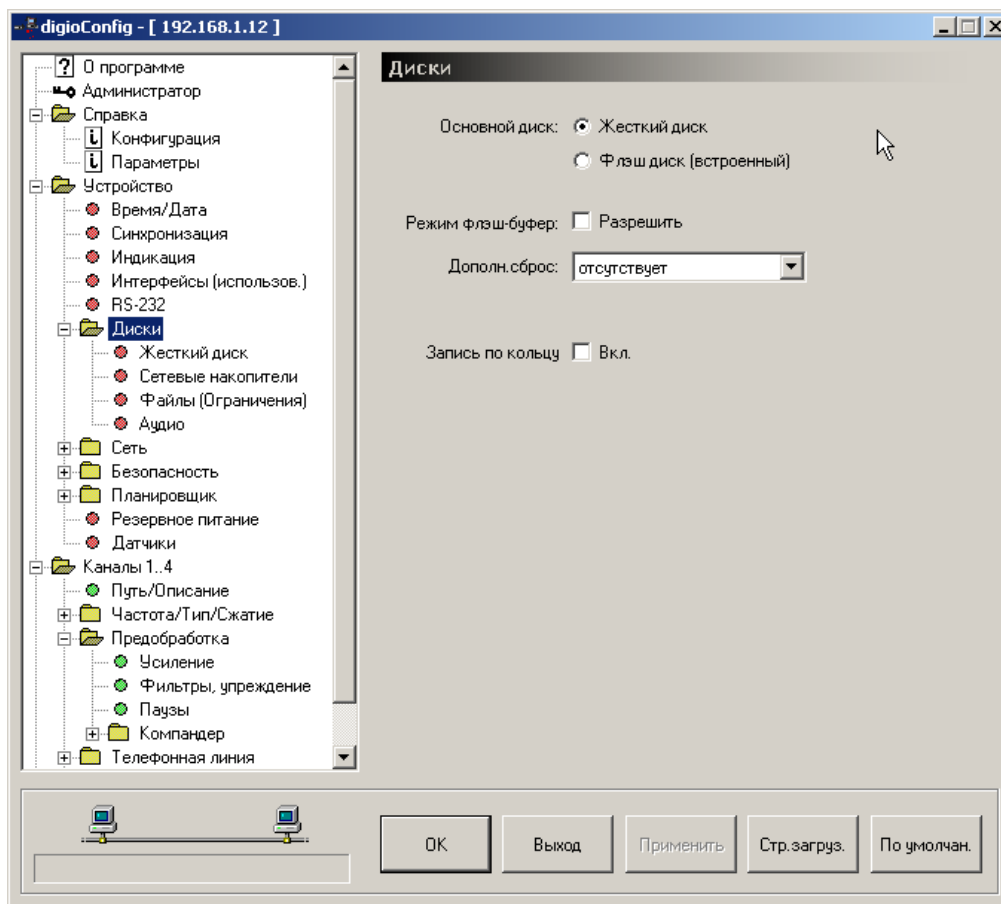 digioConfig - [ 192.168.1.12 ]
О программе
Администратор
Справка
Конфигурация
Параметры
Устройство
Время/Дата
Синхронизация
Индикация
Интерфейсы (использов.)
RS-232
Диски
Жесткий диск
Сетевые накопители
Файлы (Ограничения)
Аудио
Сеть
Безопасность
Планировщик
Резервное питание
Датчики
Каналы 1..4
Путь/Описание
Частота/Тип/Сжатие
Предобработка
Усиление
Фильтры, упреждение
Паузы
Компандер
Телефонная линия
Диски
Основной диск: Жесткий диск
Флэш диск (встроенный)
Режим флэш-буфер: Разрешить
Дополн.сброс: отсутствует
Запись по кольцу Вкл.
OK Выход Применить Стр.загруз. По умолчан.